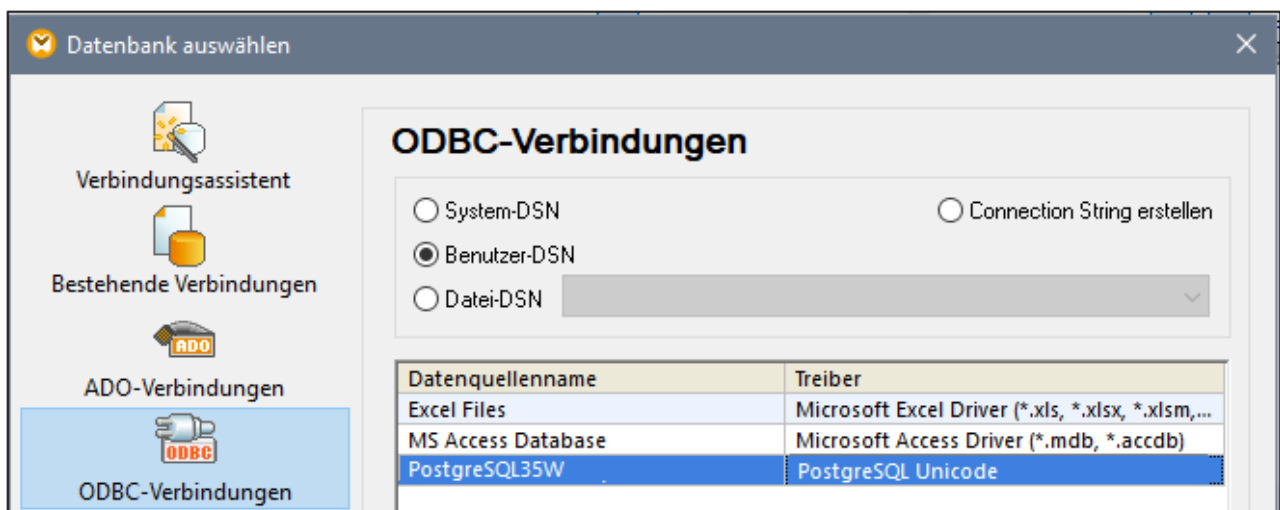 Datenbank auswählen
Verbindungsassistent
Bestehende Verbindungen
ADO
ADO-Verbindungen
ODBC
ODBC-Verbindungen
ODBC-Verbindungen
System-DSN
Connection String erstellen
Benutzer-DSN
Datei-DSN
Datenquellenname Treiber
Excel Files Microsoft Excel Driver (*.xls, *.xlsx, *.xlsm,...
MS Access Database Microsoft Access Driver (*.mdb, *.accdb)
PostgreSQL35W PostgreSQL Unicode